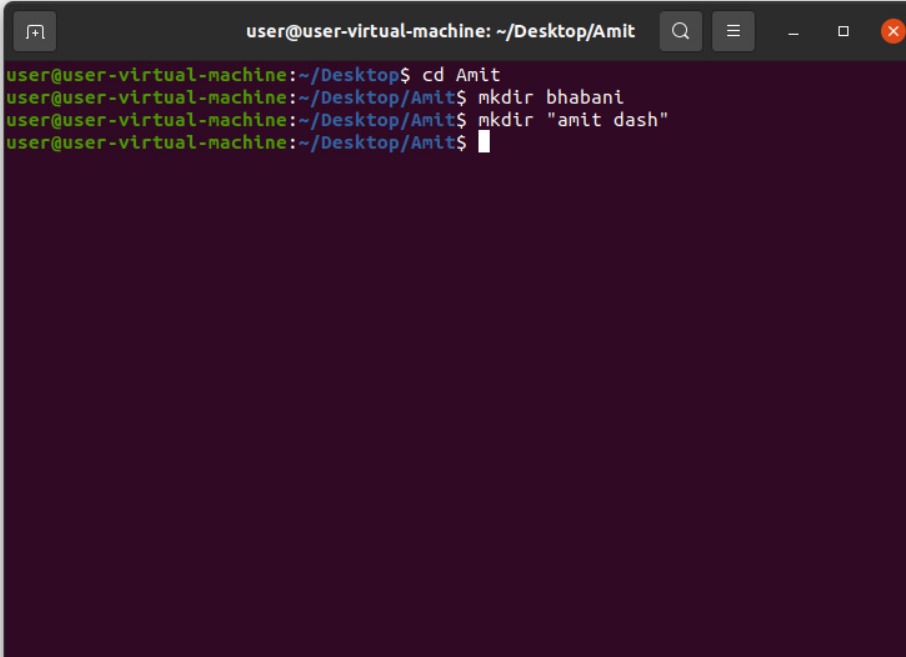 user@user-virtual-machine: ~/Desktop/Amit
user@user-virtual-machine:~/Desktop$ cd Amit
user@user-virtual-machine:~/Desktop/Amit$ mkdir bhabani
user@user-virtual-machine:~/Desktop/Amit$ mkdir "amit dash"
user@user-virtual-machine:~/Desktop/Amit$